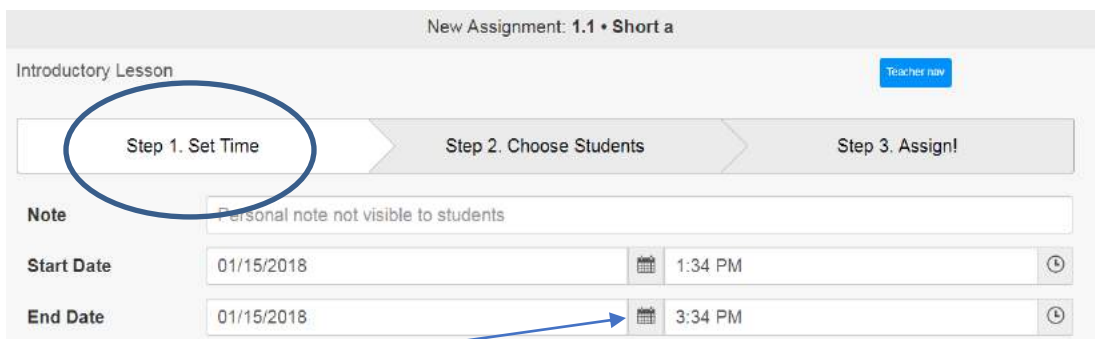 New Assignment: 1.1 • Short a
Introductory Lesson Teacher nav
Step 1. Set Time Step 2. Choose Students Step 3. Assign!
Note Personal note not visible to students
Start Date 01/15/2018 1:34 PM
End Date 01/15/2018 3:34 PM